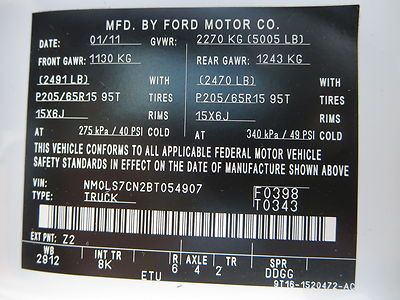 MFD. BY FORD MOTOR CO.
DATE: 01/11 GVWR: 2270 KG (5005 LB)
FRONT GAWR: 1130 KG REAR GAWR: 1243 KG
(2491 LB) WITH (2470 LB) WITH
P205/65R15 95T TIRES P205/65R15 95T TIRES
15X6J RIMS 15X6J RIMS
AT 275 kPa / 40 PSI COLD AT 340 kPa / 49 PSI COLD
THIS VEHICLE CONFORMS TO ALL APPLICABLE FEDERAL MOTOR VEHICLE
SAFETY STANDARDS IN EFFECT ON THE DATE OF MANUFACTURE SHOWN ABOVE
VIN: NM0LS7CN2BT054907 F0398
TYPE: TRUCK T0343
EXT PNT: Z2
WB INT TR R TR SPR
2912 8K 6 4 2 DDGG
FTU 9T16-1520472-AC